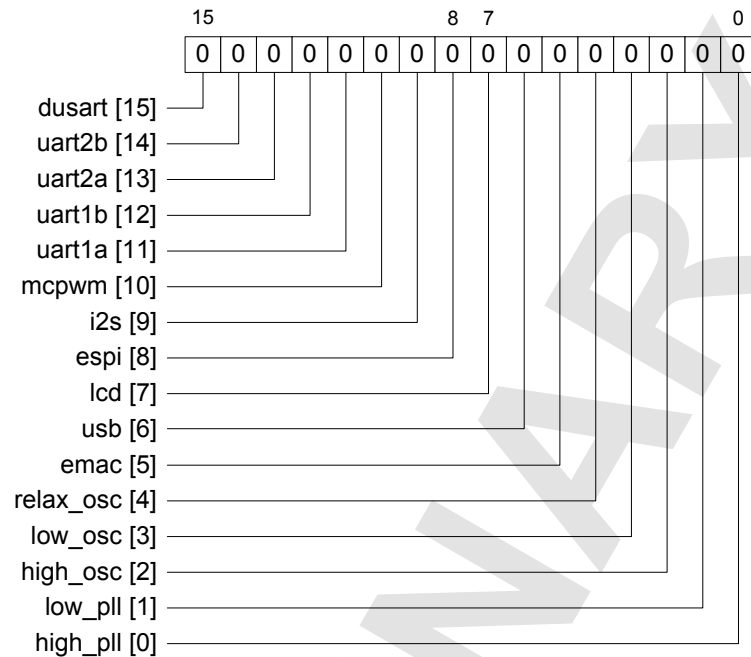 15 8 7 0
0 0 0 0 0 0 0 0 0 0 0 0 0 0 0 0
dusart [15]
uart2b [14]
uart2a [13]
uart1b [12]
uart1a [11]
mcpwm [10]
i2s [9]
espi [8]
lcd [7]
usb [6]
emac [5]
relax_osc [4]
low_osc [3]
high_osc [2]
low_pll [1]
high_pll [0]
NARY